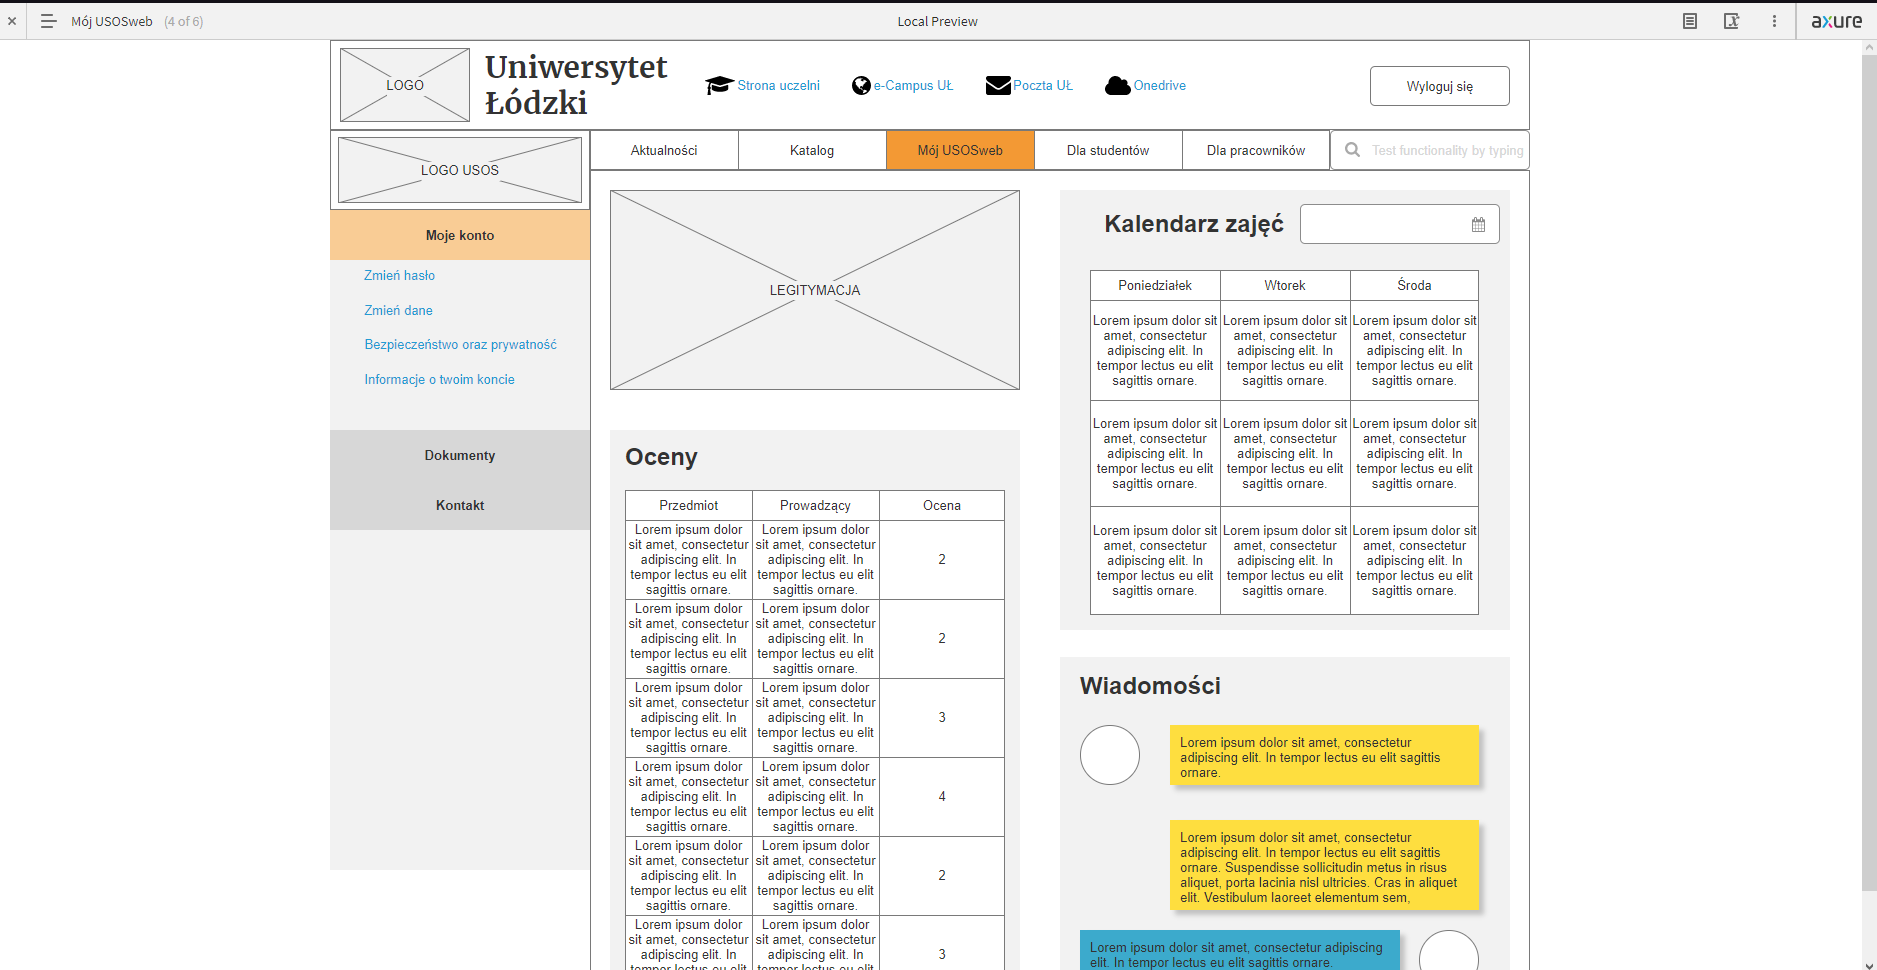 Mój USOSweb (4 of 6)
Local Preview
axure
LOGO
Uniwersytet
Łódzki
Strona uczelni
e-Campus UŁ
Poczta UŁ
Onedrive
Wyloguj się
LOGO USOS
Aktualności
Katalog
Mój USOSweb
Dla studentów
Dla pracowników
Test functionality by typing
Moje konto
Zmień hasło
Zmień dane
Bezpieczeństwo oraz prywatność
Informacje o twoim koncie
Dokumenty
Kontakt
LEGITYMACJA
Oceny
Przedmiot Prowadzący Ocena
Lorem ipsum dolor Lorem ipsum dolor
sit amet, consectetur sit amet, consectetur
adipiscing elit. In adipiscing elit. In 2
tempor lectus eu elit tempor lectus eu elit
sagittis ornare. sagittis ornare.
Lorem ipsum dolor Lorem ipsum dolor
sit amet, consectetur sit amet, consectetur
adipiscing elit. In adipiscing elit. In 2
tempor lectus eu elit tempor lectus eu elit
sagittis ornare. sagittis ornare.
Lorem ipsum dolor Lorem ipsum dolor
sit amet, consectetur sit amet, consectetur
adipiscing elit. In adipiscing elit. In 3
tempor lectus eu elit tempor lectus eu elit
sagittis ornare. sagittis ornare.
Lorem ipsum dolor Lorem ipsum dolor
sit amet, consectetur sit amet, consectetur
adipiscing elit. In adipiscing elit. In 4
tempor lectus eu elit tempor lectus eu elit
sagittis ornare. sagittis ornare.
Lorem ipsum dolor Lorem ipsum dolor
sit amet, consectetur sit amet, consectetur
adipiscing elit. In adipiscing elit. In 2
tempor lectus eu elit tempor lectus eu elit
sagittis ornare. sagittis ornare.
Lorem ipsum dolor Lorem ipsum dolor
sit amet, consectetur sit amet, consectetur
adipiscing elit. In adipiscing elit. In 3
tempor lectus eu elit tempor lectus eu elit
Kalendarz zajęć
Poniedziałek Wtorek Środa
Lorem ipsum dolor sit Lorem ipsum dolor sit Lorem ipsum dolor sit
amet, consectetur amet, consectetur amet, consectetur
adipiscing elit. In adipiscing elit. In adipiscing elit. In
tempor lectus eu elit tempor lectus eu elit tempor lectus eu elit
sagittis ornare. sagittis ornare. sagittis ornare.
Lorem ipsum dolor sit Lorem ipsum dolor sit Lorem ipsum dolor sit
amet, consectetur amet, consectetur amet, consectetur
adipiscing elit. In adipiscing elit. In adipiscing elit. In
tempor lectus eu elit tempor lectus eu elit tempor lectus eu elit
sagittis ornare. sagittis ornare. sagittis ornare.
Lorem ipsum dolor sit Lorem ipsum dolor sit Lorem ipsum dolor sit
amet, consectetur amet, consectetur amet, consectetur
adipiscing elit. In adipiscing elit. In adipiscing elit. In
tempor lectus eu elit tempor lectus eu elit tempor lectus eu elit
sagittis ornare. sagittis ornare. sagittis ornare.
Wiadomości
Lorem ipsum dolor sit amet, consectetur
adipiscing elit. In tempor lectus eu elit sagittis
ornare.
Lorem ipsum dolor sit amet, consectetur
adipiscing elit. In tempor lectus eu elit sagittis
ornare. Suspendisse sollicitudin metus in risus
aliquet, porta lacinia nisl ultricies. Cras in aliquet
elit. Vestibulum laoreet elementum sem,
Lorem ipsum dolor sit amet, consectetur adipiscing
elit. In tempor lectus eu elit sagittis ornare.